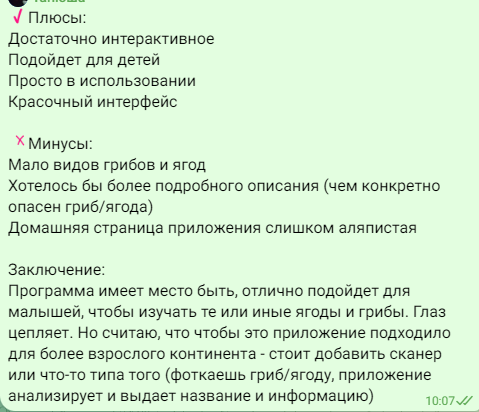 Плюсы:
Достаточно интерактивное
Подойдет для детей
Просто в использовании
Красочный интерфейс
Минусы:
Мало видов грибов и ягод
Хотелось бы более подробного описания (чем конкретно
опасен гриб/ягода)
Домашняя страница приложения слишком аляпистая
Заключение:
Программа имеет место быть, отлично подойдет для
малышей, чтобы изучать те или иные ягоды и грибы. Глаз
цепляет. Но считаю, что чтобы это приложение подходило
для более взрослого континента - стоит добавить сканер
или что-то типа того (фоткаешь гриб/ягоду, приложение
анализирует и выдает название и информацию)
10:07